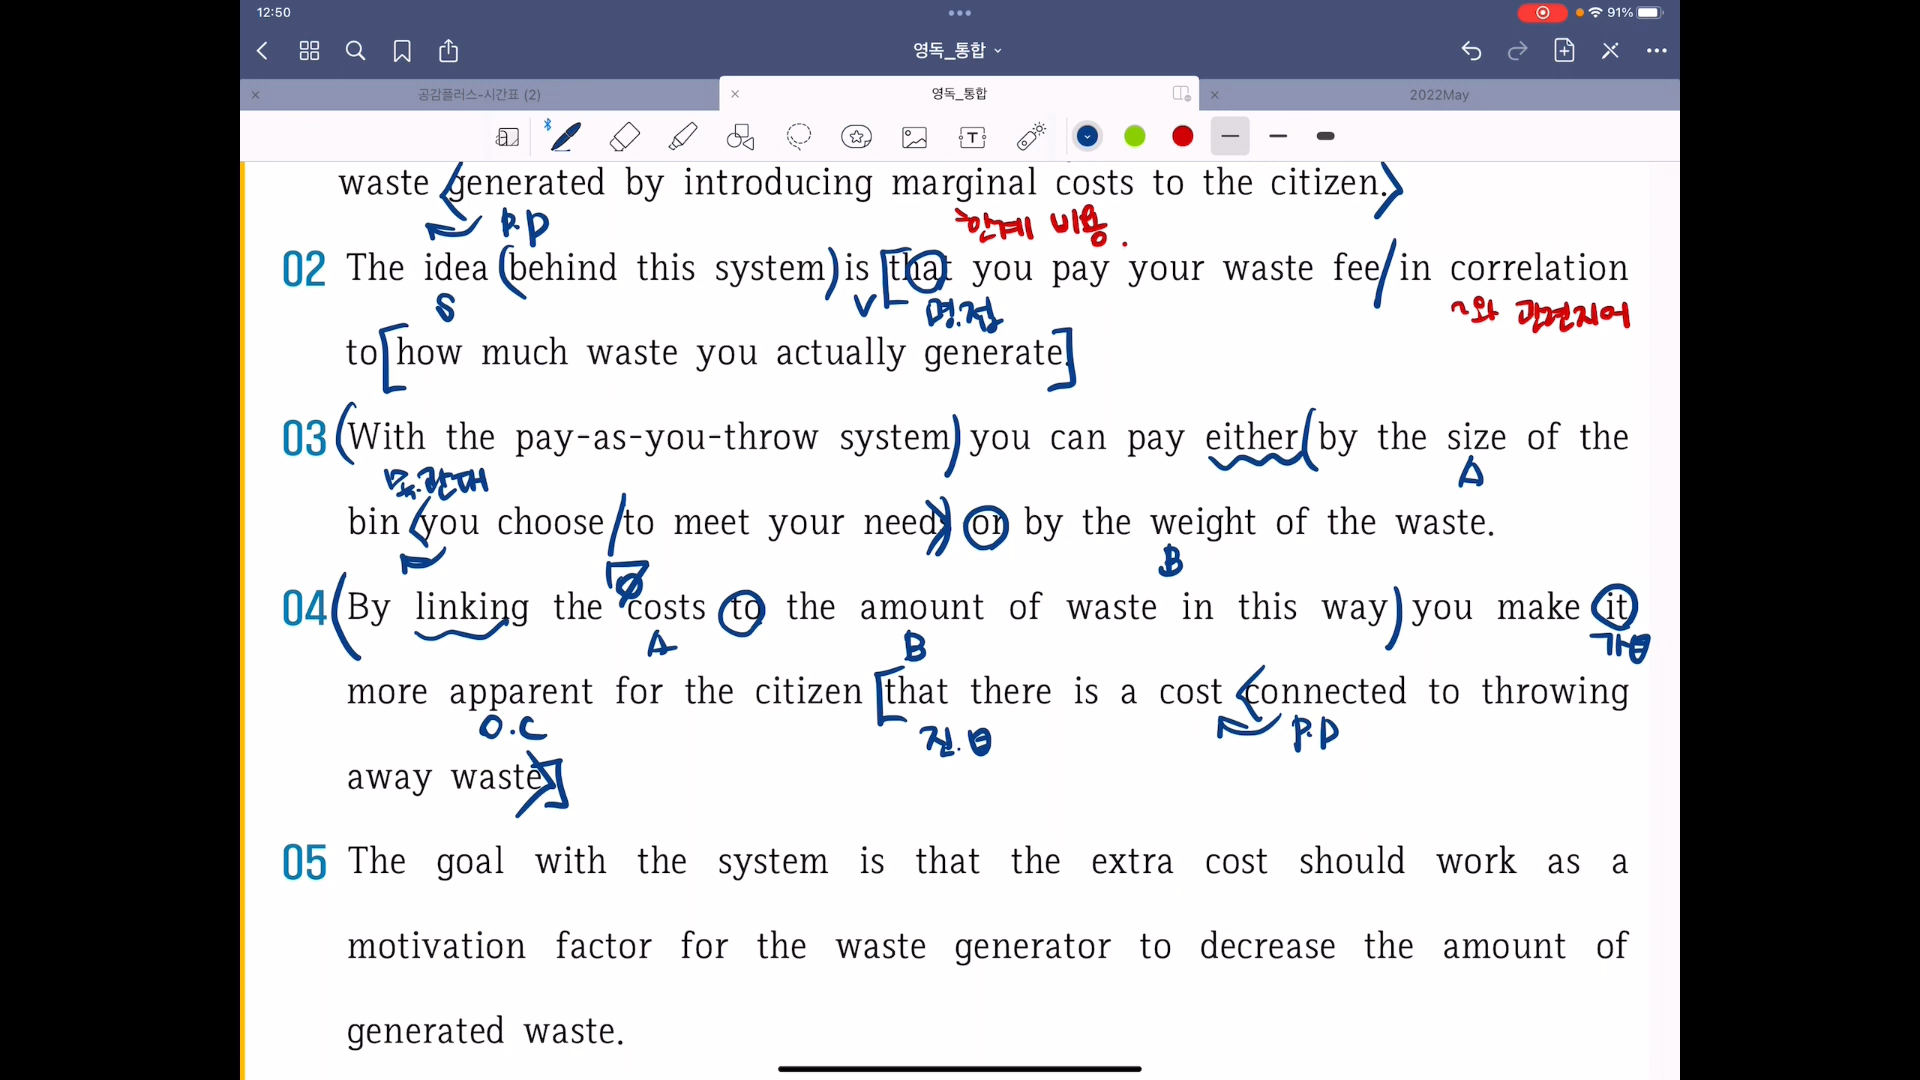 12:50
91%
영독_통합
공감플러스-시간표 (2)
영독_통합
2022May
waste generated by introducing marginal costs to the citizen.
P.P
한계 비용
02 The idea behind this system is that you pay your waste fee in correlation
S
V
명.접
~와 관련지어
to how much waste you actually generate.
03 With the pay-as-you-throw system you can pay either by the size of the
목.관대
A
bin you choose to meet your needs or by the weight of the waste.
B
04 By linking the costs to the amount of waste in this way you make it
A
B
가목
more apparent for the citizen that there is a cost connected to throwing
O.C
진.목
P.P
away waste
05 The goal with the system is that the extra cost should work as a
motivation factor for the waste generator to decrease the amount of
generated waste.